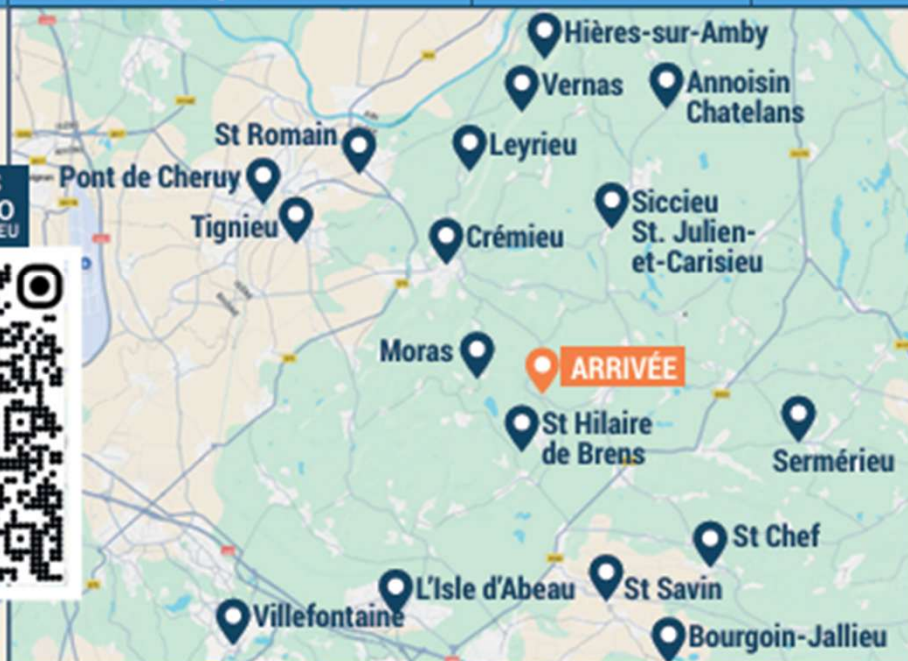 Hières-sur-Amby
Vernas
Annoisin
Chatelans
St Romain
Leyrieu
Pont de Cheruy
Tignieu
Siccieu
St. Julien-
et-Carisieu
Crémieu
O
EU
Moras
ARRIVÉE
St Hilaire
de Brens
Sermérieu
St Chef
L'Isle d'Abeau
St Savin
Villefontaine
Bourgoin-Jallieu